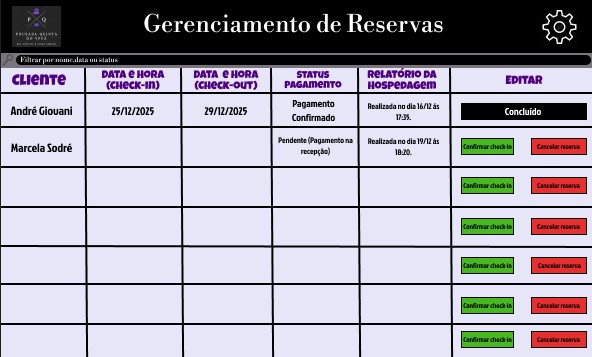 Gerenciamento de Reservas
P Q
POUSADA QUINTA
DO YPUÃ
Filtrar por nome,data ou status
CLIENTE
DATA E HORA
(CHECK-IN)
DATA E HORA
(CHECK-OUT)
STATUS
PAGAMENTO
RELATÓRIO DA
HOSPEDAGEM
EDITAR
André Giouani
25/12/2025
29/12/2025
Pagamento
Confirmado
Realizada no dia 16/12 ás
17:35.
Concluído
Marcela Sodré
Pendente (Pagamento na
recepção)
Realizada no dia 19/12 ás
18:20.
Confirmar check-in
Cancelar reserva
Confirmar check-in
Cancelar reserva
Confirmar check-in
Cancelar reserva
Confirmar check-in
Cancelar reserva
Confirmar check-in
Cancelar reserva
Confirmar check-in
Cancelar reserva